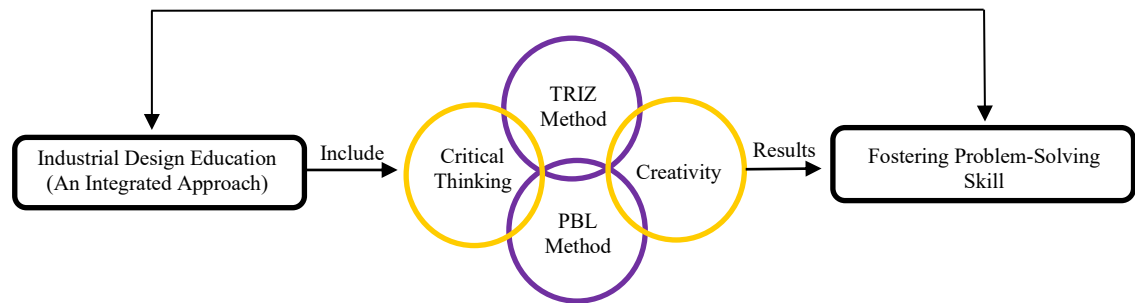 Industrial Design Education
(An Integrated Approach)
Include
Critical
Thinking
TRIZ
Method
PBL
Method
Creativity
Results
Fostering Problem-Solving
Skill